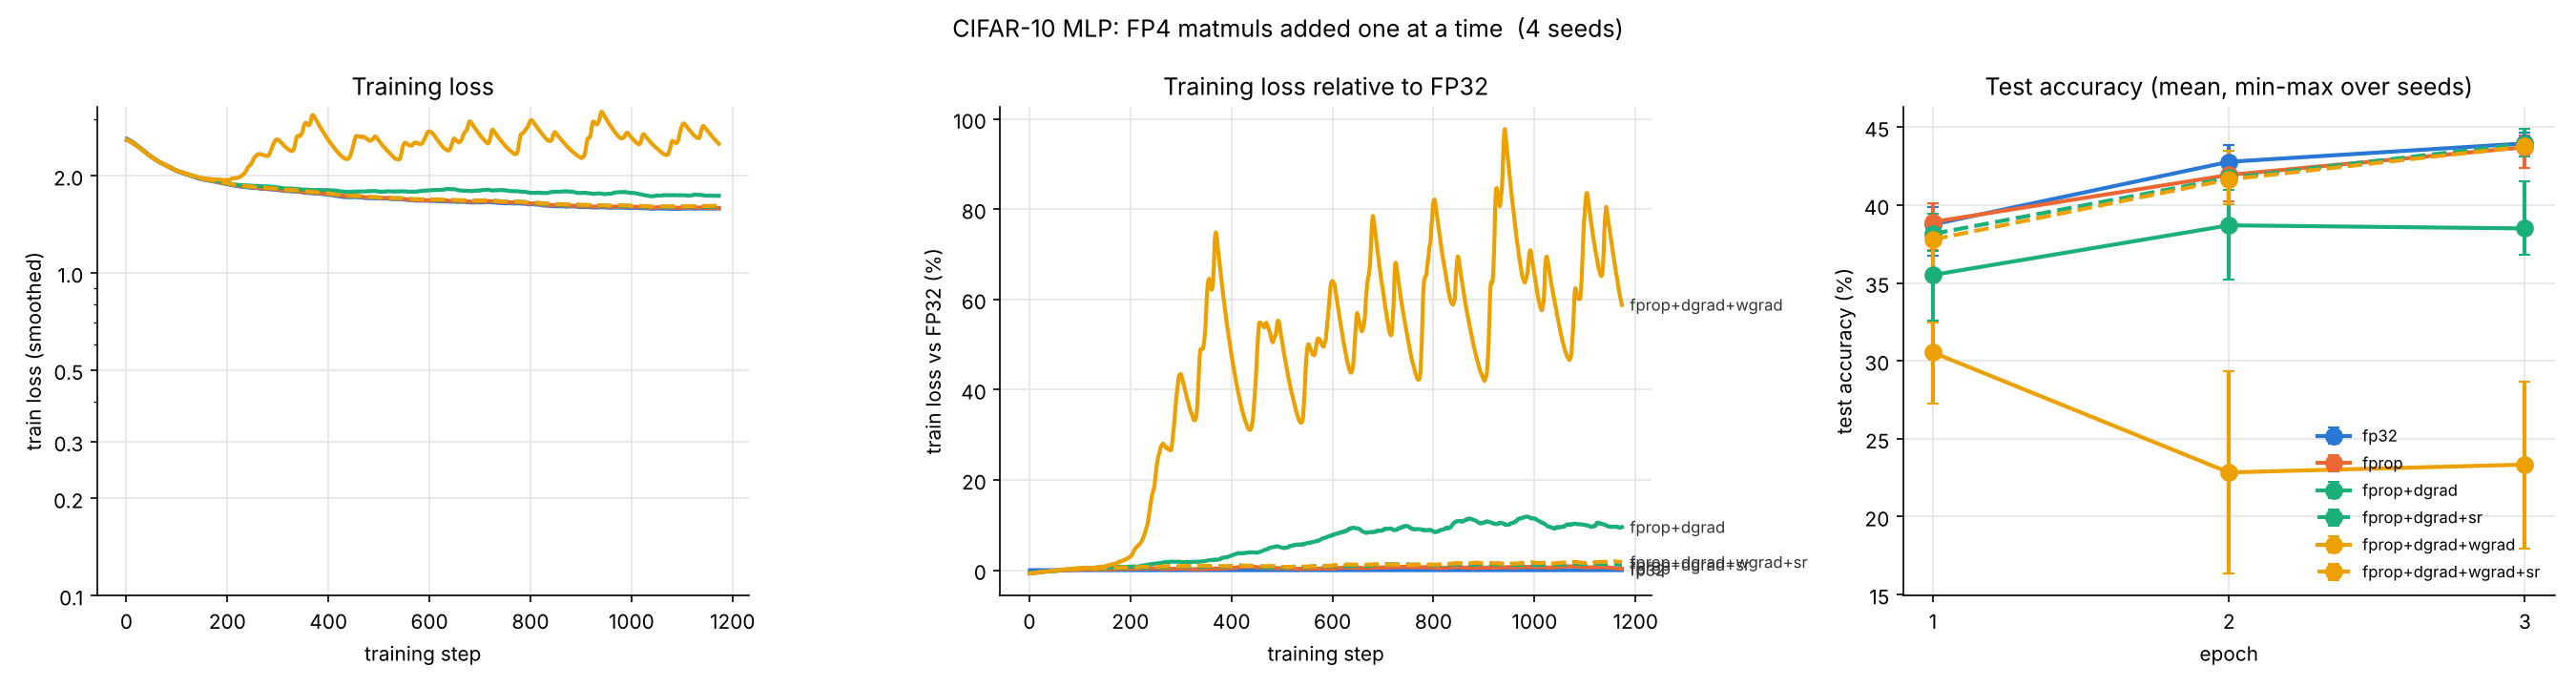 CIFAR-10 MLP: FP4 matmuls added one at a time (4 seeds)
Training loss
train loss (smoothed)
2.0
1.0
0.5
0.3
0.2
0.1
0 200 400 600 800 1000 1200
training step
Training loss relative to FP32
train loss vs FP32 (%)
100
80
60
40
20
0
fprop+dgrad+wgrad
fprop+dgrad
fprop+dgrad+wgrad+sr
0 200 400 600 800 1000 1200
training step
Test accuracy (mean, min-max over seeds)
test accuracy (%)
45
40
35
30
25
20
15
fp32
fprop
fprop+dgrad
fprop+dgrad+sr
fprop+dgrad+wgrad
fprop+dgrad+wgrad+sr
1 2 3
epoch